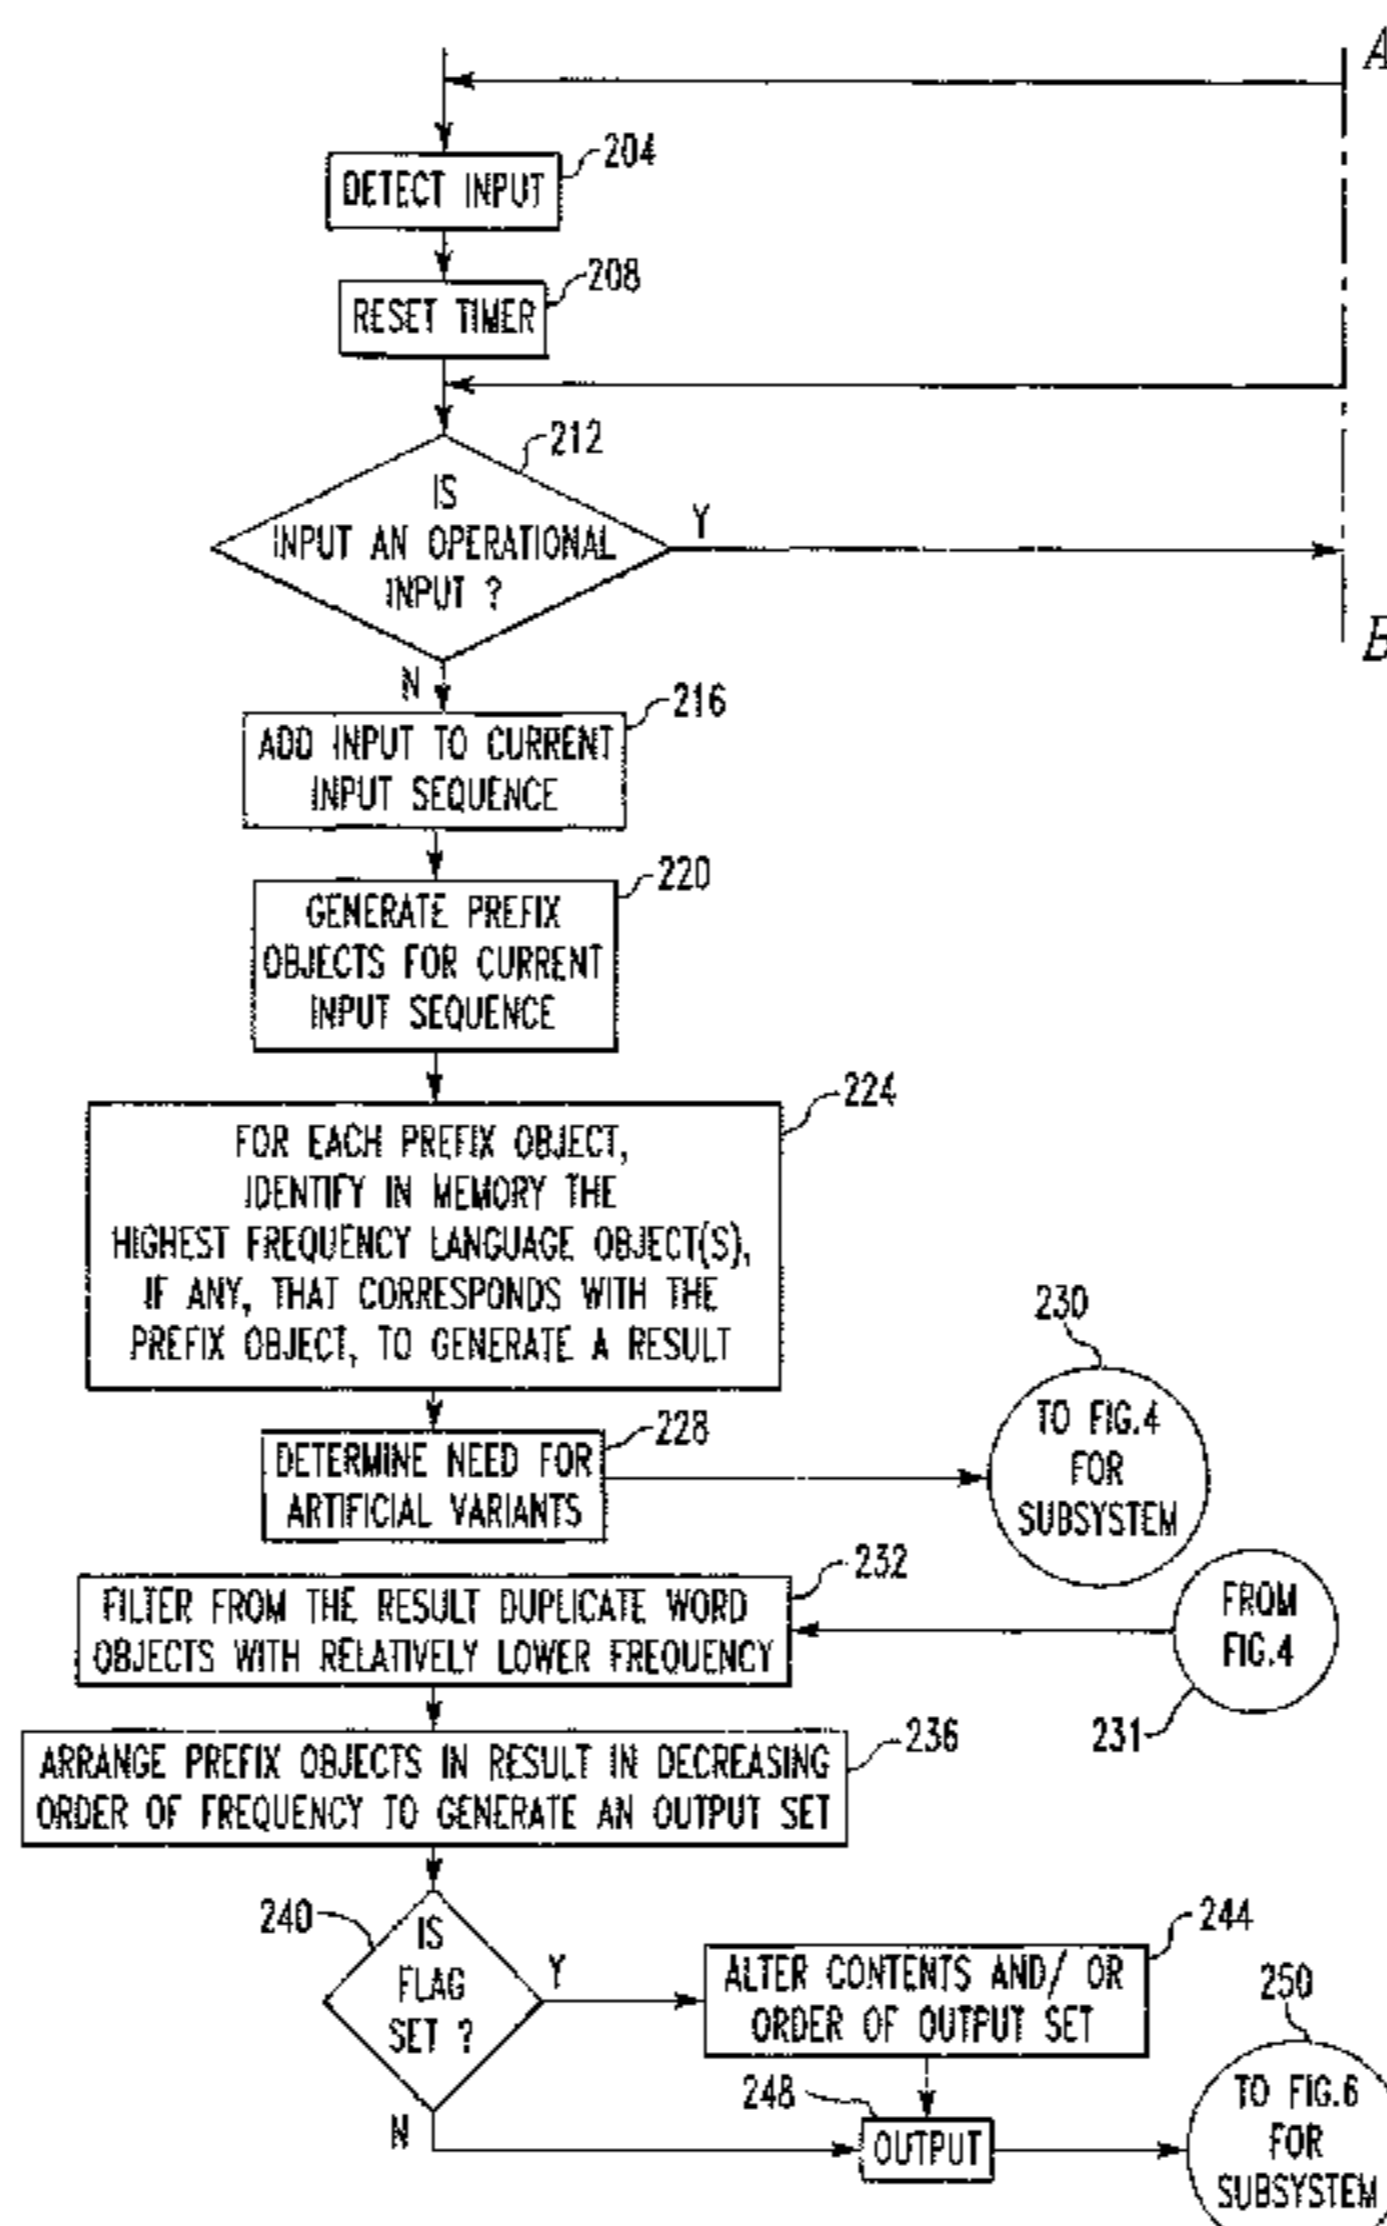 A
204
DETECT INPUT
208
RESET TIMER
212
IS
INPUT AN OPERATIONAL
INPUT ?
Y
B
N
216
ADD INPUT TO CURRENT
INPUT SEQUENCE
220
GENERATE PREFIX
OBJECTS FOR CURRENT
INPUT SEQUENCE
224
FOR EACH PREFIX OBJECT,
IDENTIFY IN MEMORY THE
HIGHEST FREQUENCY LANGUAGE OBJECT(S),
IF ANY, THAT CORRESPONDS WITH THE
PREFIX OBJECT, TO GENERATE A RESULT
228
DETERMINE NEED FOR
ARTIFICIAL VARIANTS
230
TO FIG.4
FOR
SUBSYSTEM
232
FILTER FROM THE RESULT DUPLICATE WORD
OBJECTS WITH RELATIVELY LOWER FREQUENCY
FROM
FIG.4
231
236
ARRANGE PREFIX OBJECTS IN RESULT IN DECREASING
ORDER OF FREQUENCY TO GENERATE AN OUTPUT SET
240
IS
FLAG
SET ?
Y
N
244
ALTER CONTENTS AND/ OR
ORDER OF OUTPUT SET
248
OUTPUT
250
TO FIG.6
FOR
SUBSYSTEM